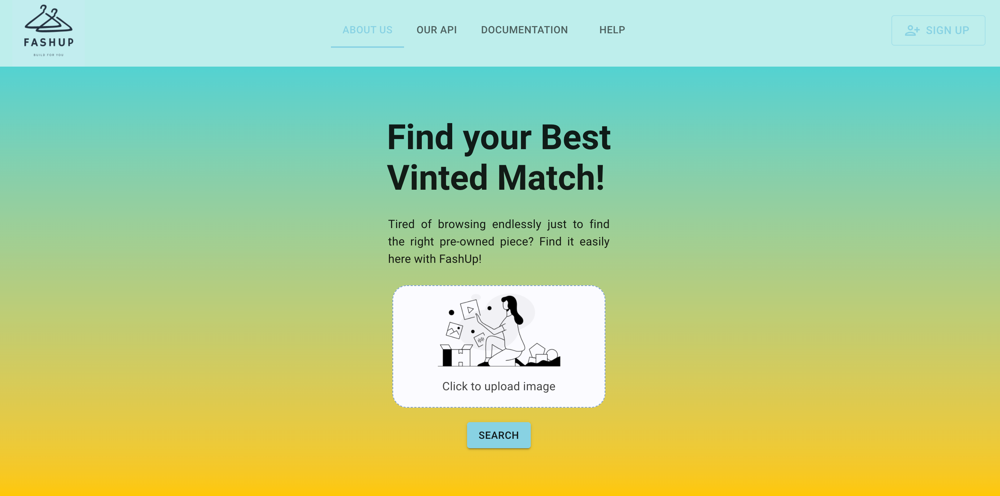 FASHUP
BUILD FOR YOU
ABOUT US
OUR API
DOCUMENTATION
HELP
SIGN UP
Find your Best
Vinted Match!
Tired of browsing endlessly just to find
the right pre-owned piece? Find it easily
here with FashUp!
Click to upload image
SEARCH